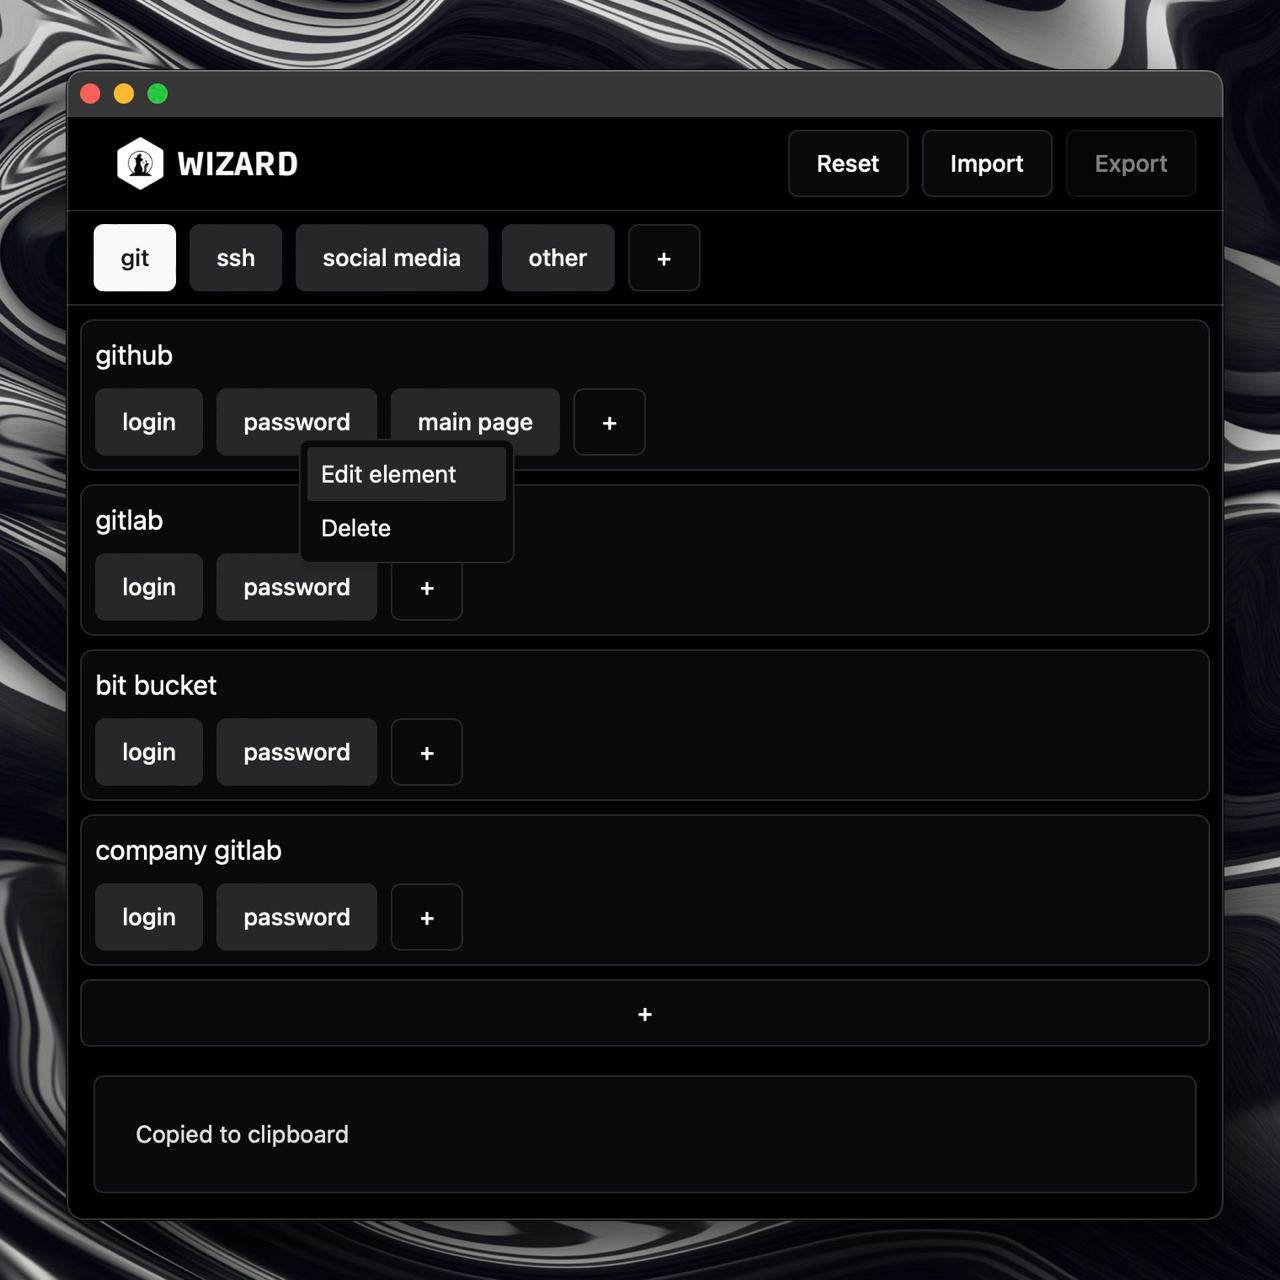 WIZARD
Reset Import Export
git ssh social media other +
github
login password main page +
Edit element
Delete
gitlab
login password +
bit bucket
login password +
company gitlab
login password +
+
Copied to clipboard